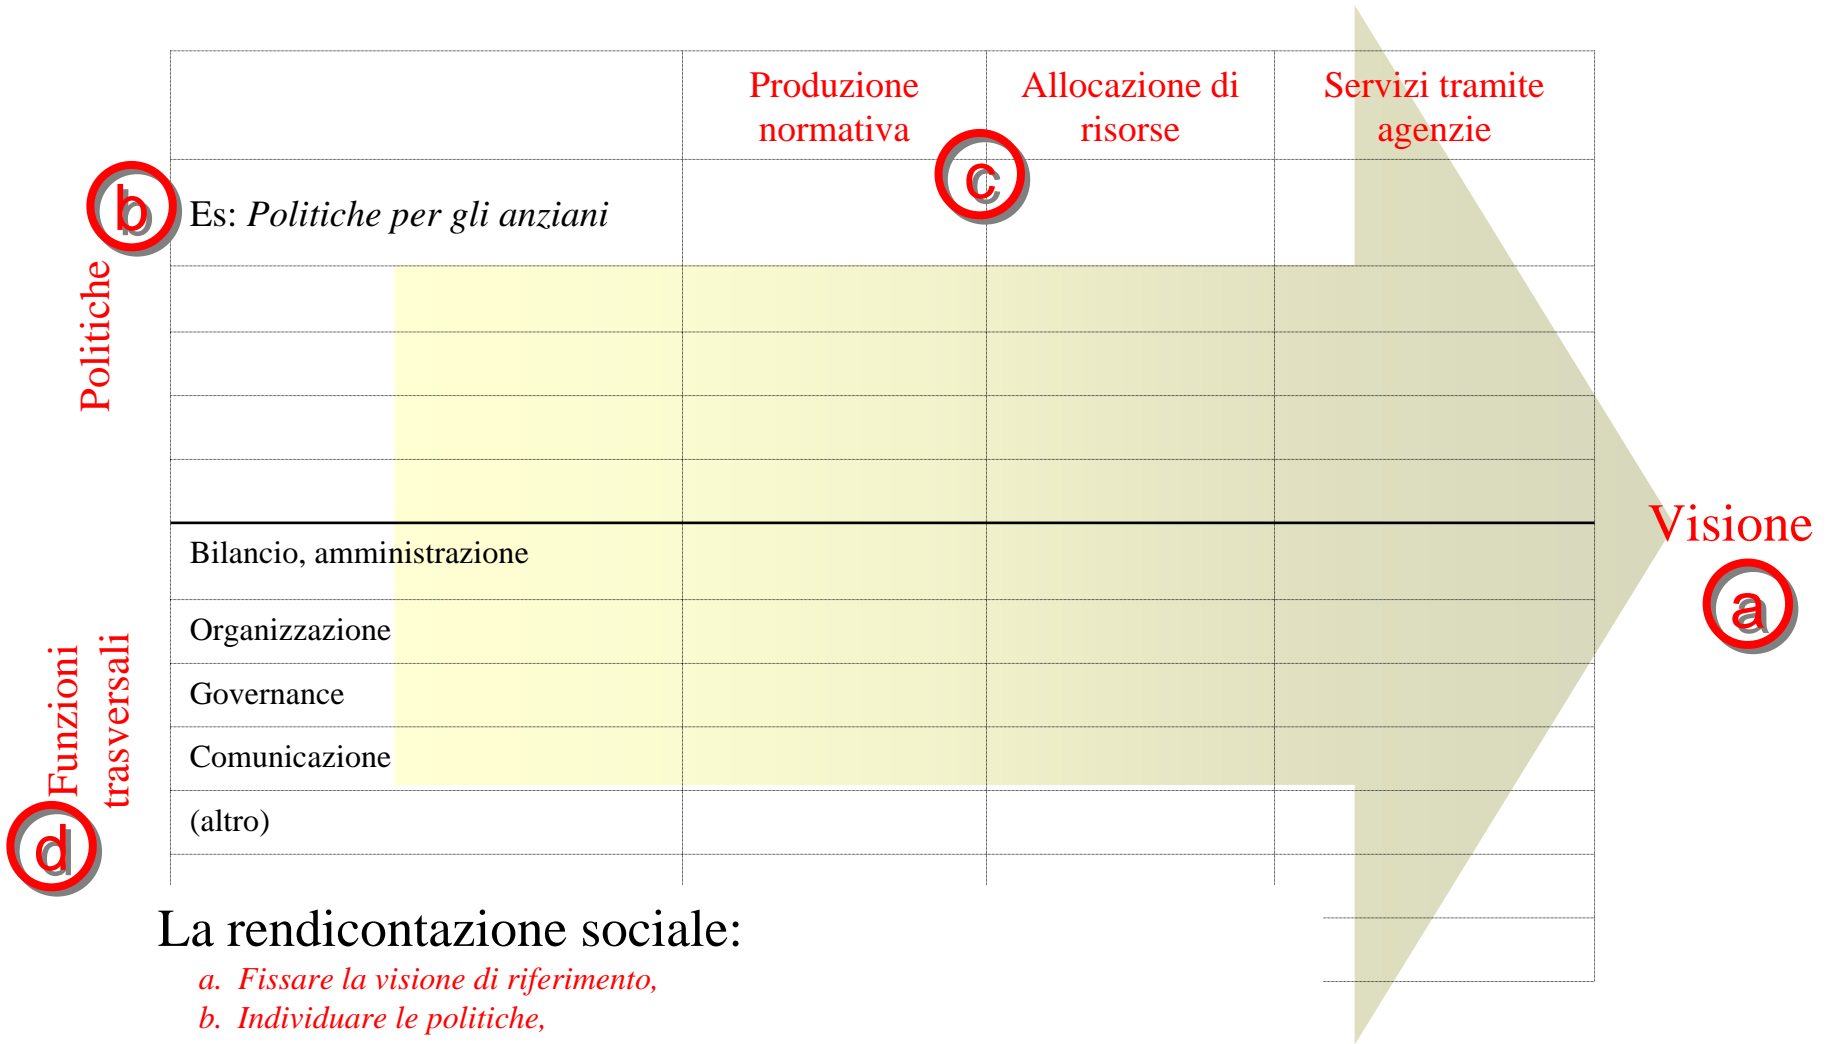 Produzione
normativa
Allocazione di
risorse
Servizi tramite
agenzie
c
b
Es: Politiche per gli anziani
Politiche
Visione
a
Bilancio, amministrazione
Organizzazione
Governance
Comunicazione
(altro)
Funzioni
trasversali
d
La rendicontazione sociale:
a. Fissare la visione di riferimento,
b. Individuare le politiche,